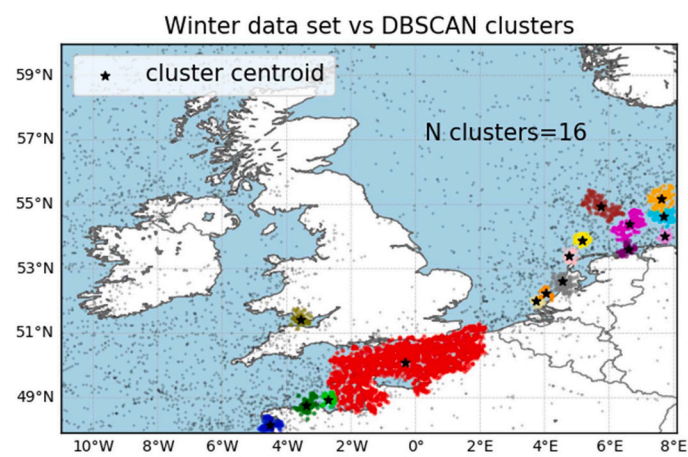 Winter data set vs DBSCAN clusters
cluster centroid
N clusters=16
59°N
57°N
55°N
53°N
51°N
49°N
10°W 8°W 6°W 4°W 2°W 0° 2°E 4°E 6°E 8°E